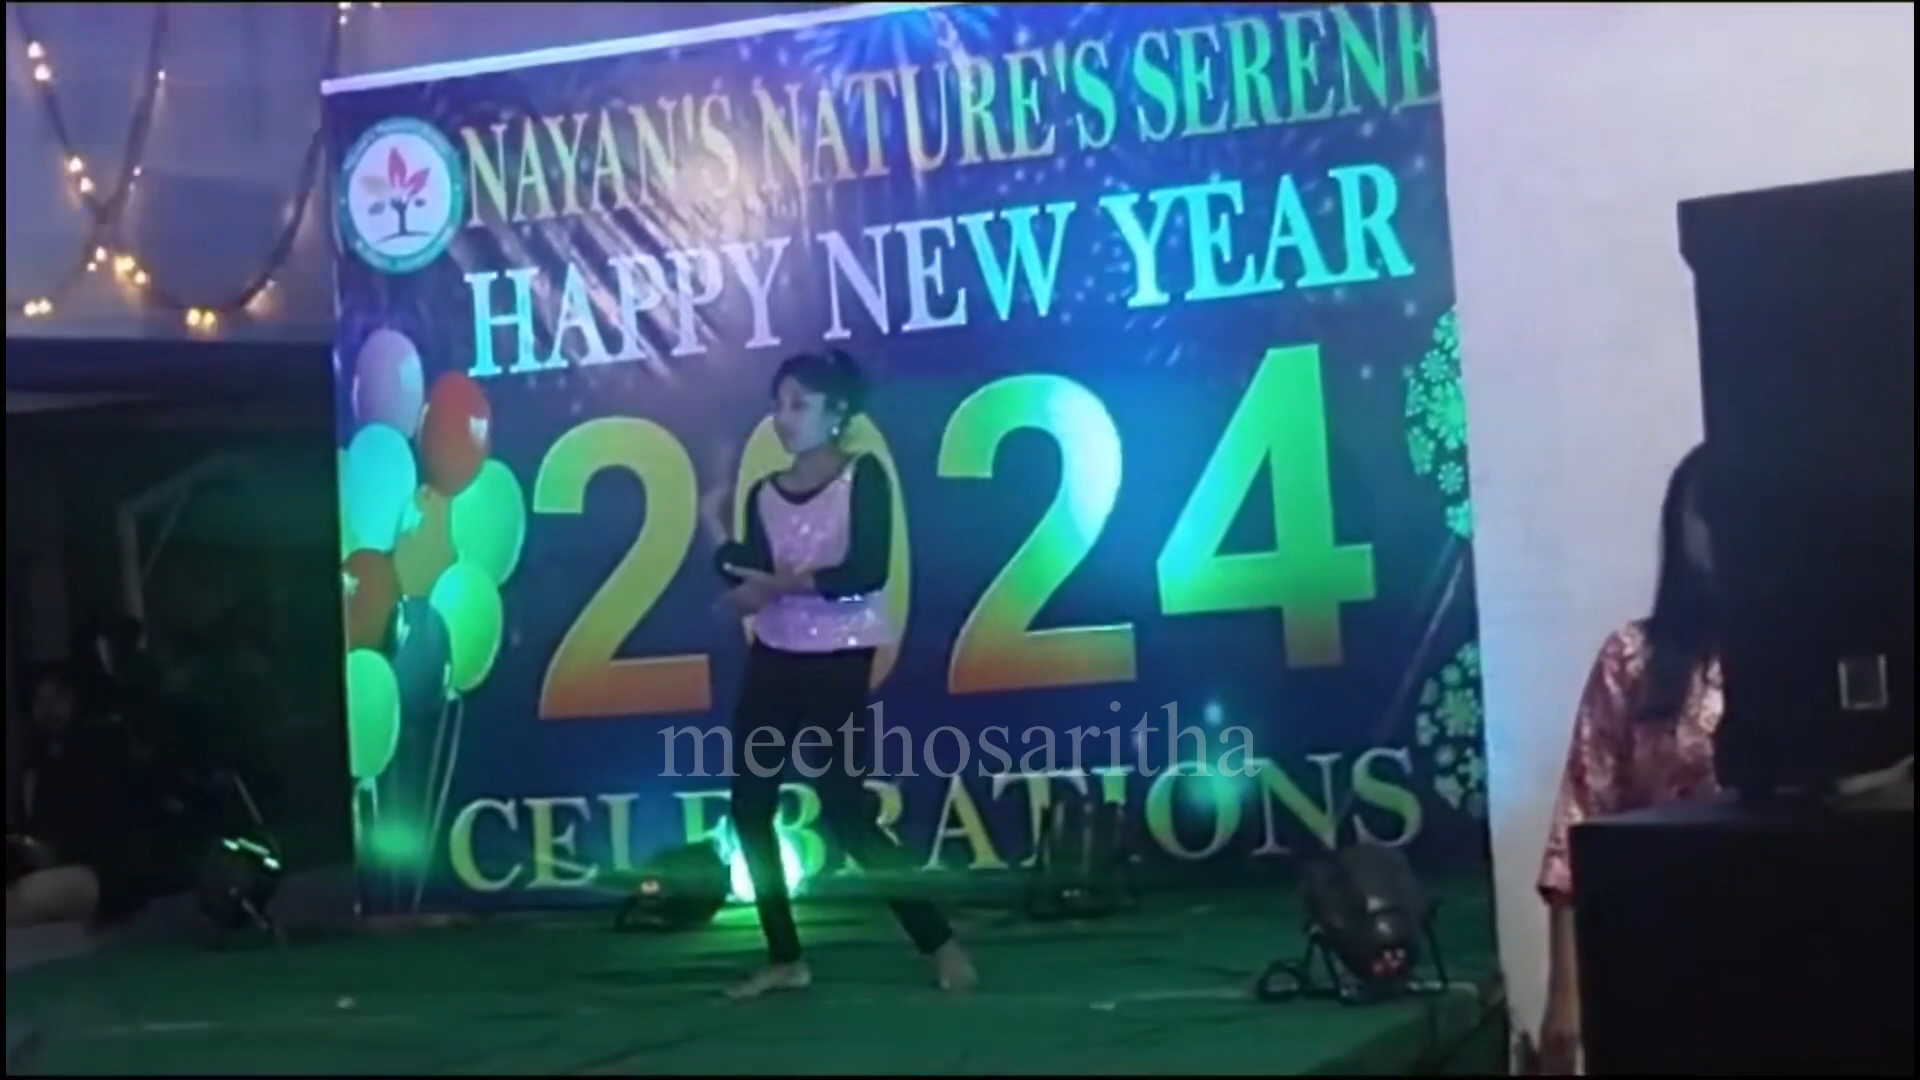 NAYAN'S NATURE'S SERENE
HAPPY NEW YEAR
2024
meethosaritha
CELEBRATIONS